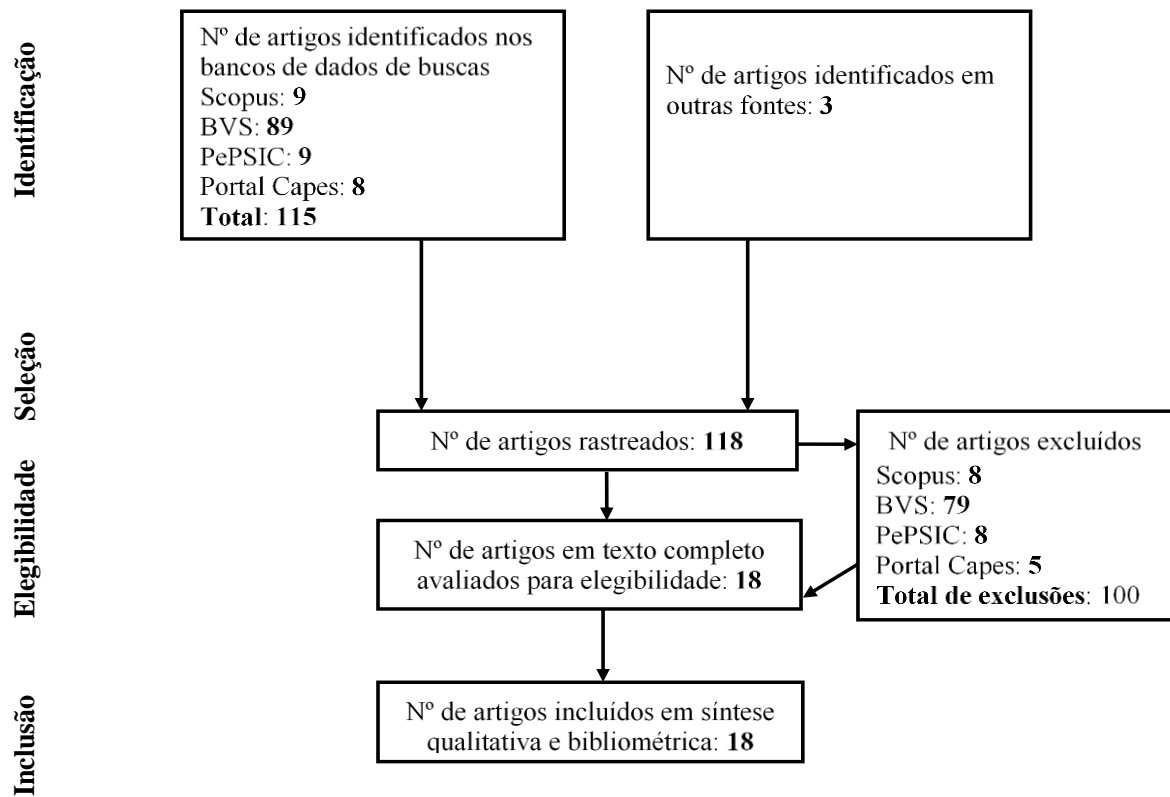 Identificação
Nº de artigos identificados nos
bancos de dados de buscas
Scopus: 9
BVS: 89
PePSIC: 9
Portal Capes: 8
Total: 115
Nº de artigos identificados em
outras fontes: 3
Seleção
Nº de artigos rastreados: 118
Nº de artigos excluídos
Scopus: 8
BVS: 79
PePSIC: 8
Portal Capes: 5
Total de exclusões: 100
Elegibilidade
Nº de artigos em texto completo
avaliados para elegibilidade: 18
Inclusão
Nº de artigos incluídos em síntese
qualitativa e bibliométrica: 18